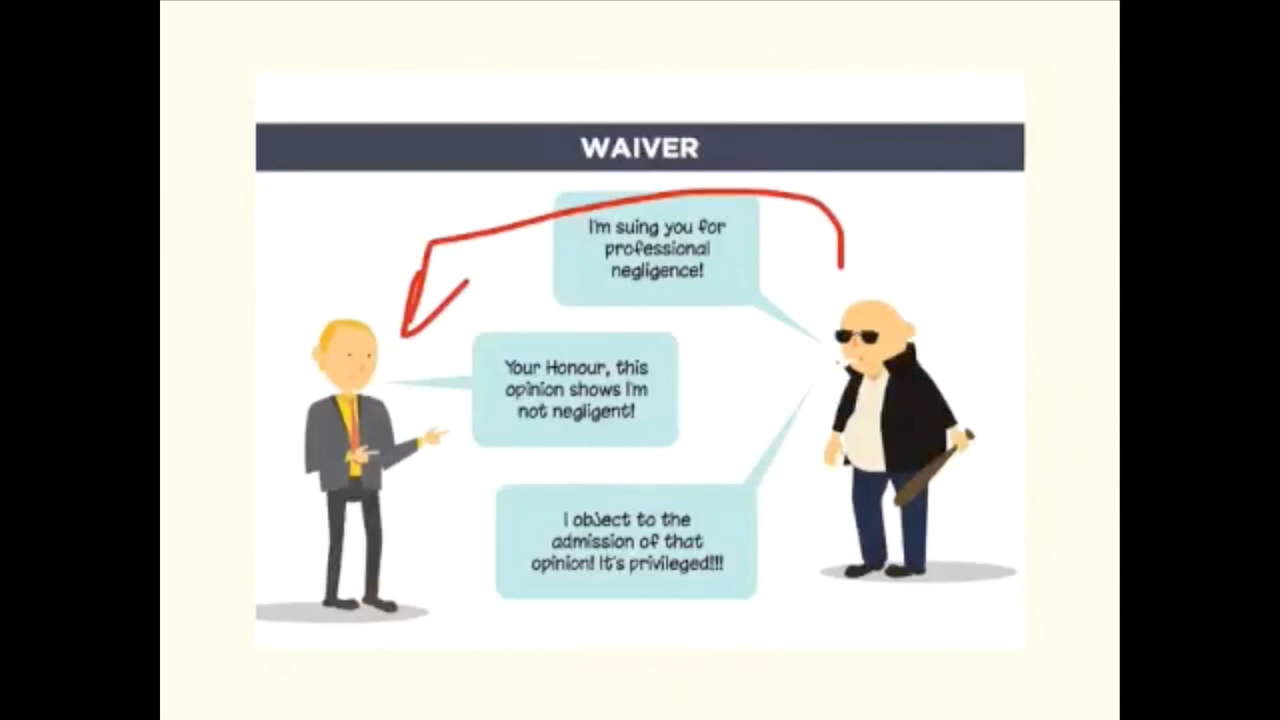 WAIVER
I'm suing you for
professional
negligence!
Your Honour, this
opinion shows I'm
not negligent!
I object to the
admission of that
opinion! It's privileged!!!